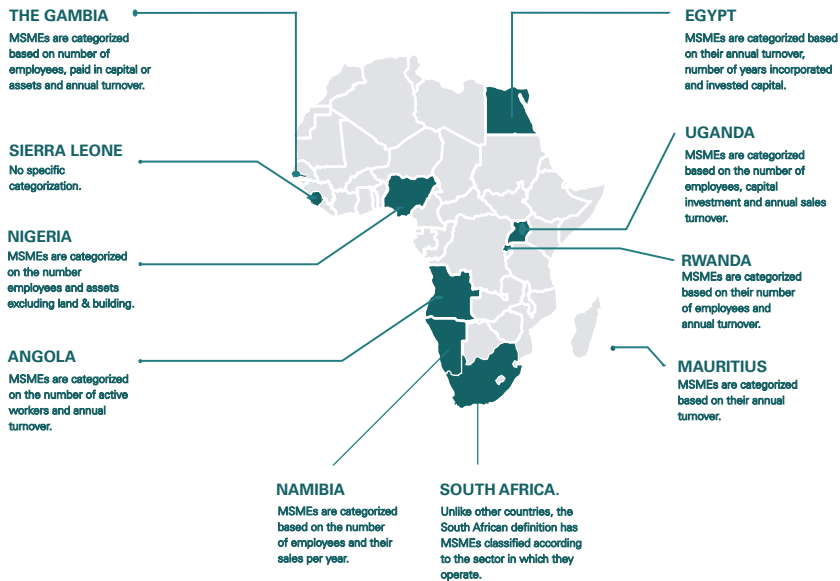 THE GAMBIA
MSMEs are categorized
based on number of
employees, paid in capital or
assets and annual turnover.
SIERRA LEONE
No specific
categorization.
NIGERIA
MSMEs are categorized
on the number
employees and assets
excluding land & building.
ANGOLA
MSMEs are categorized
on the number of active
workers and annual
turnover.
NAMIBIA
MSMEs are categorized
based on the number
of employees and their
sales per year.
SOUTH AFRICA.
Unlike other countries, the
South African definition has
MSMEs classified according
to the sector in which they
operate.
EGYPT
MSMEs are categorized based
on their annual turnover,
number of years incorporated
and invested capital.
UGANDA
MSMEs are categorized
based on the number of
employees, capital
investment and annual sales
turnover.
RWANDA
MSMEs are categorized
based on their number
of employees and
annual turnover.
MAURITIUS
MSMEs are categorized
based on their annual
turnover.